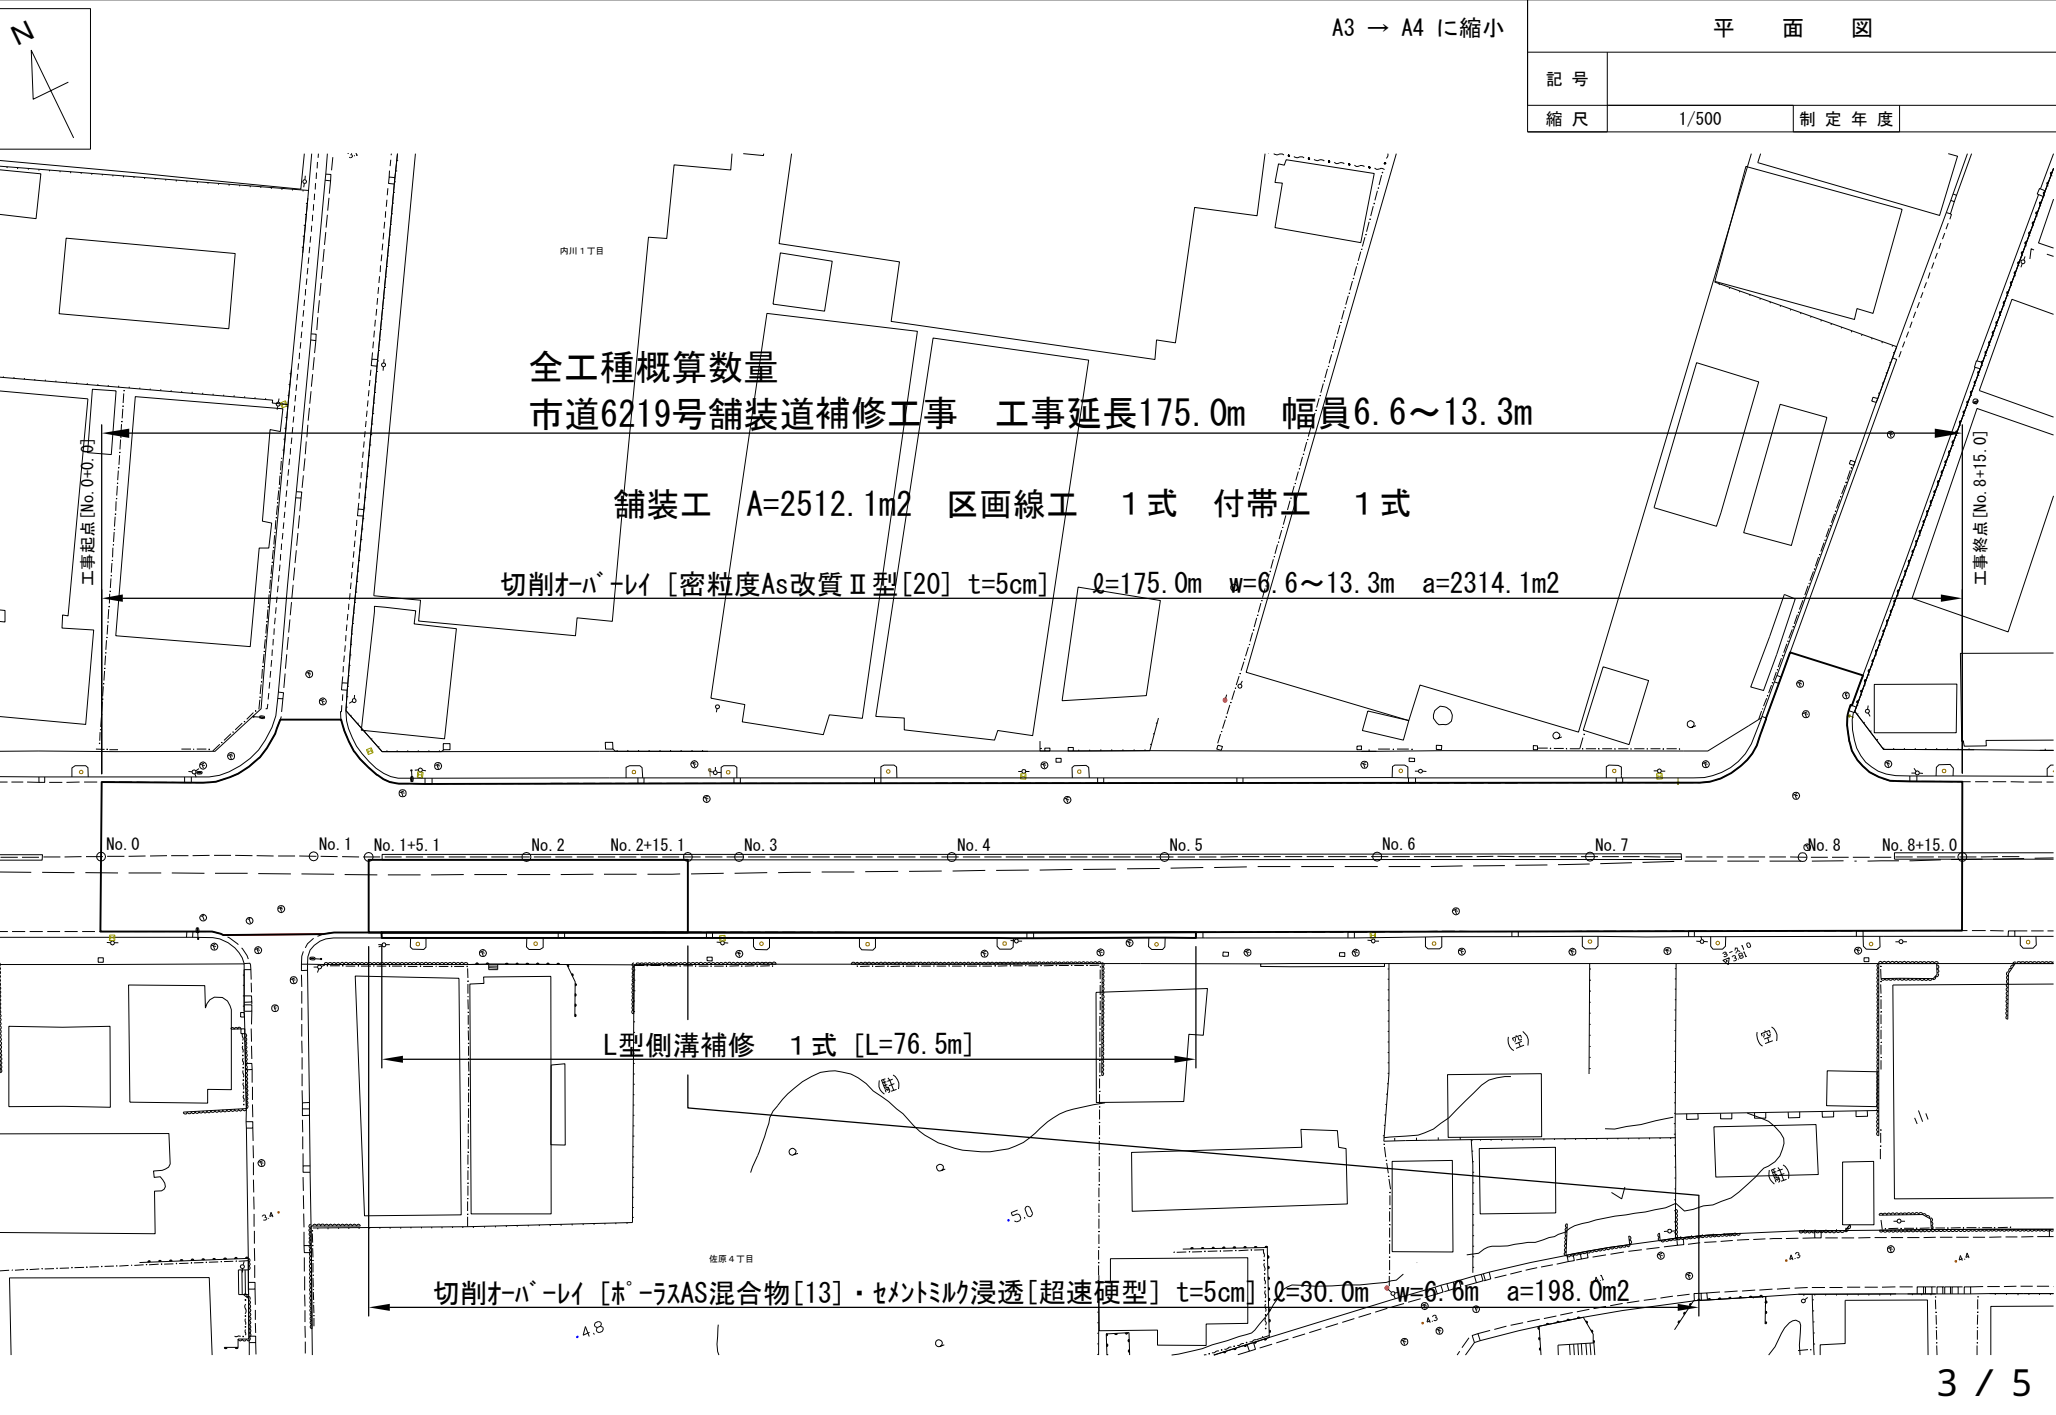 N
A3 → A4 に縮小
平 面 図
記 号
縮 尺 1/500 制 定 年 度
内川1丁目
全工種概算数量
市道6219号舗装道補修工事 工事延長175.0m 幅員6.6～13.3m
工事起点[No.0+0.0]
工事終点[No.8+15.0]
舗装工 A=2512.1m2 区画線工 1式 付帯工 1式
切削ｵｰﾊﾞｰﾚｲ [密粒度As改質Ⅱ型[20] t=5cm] ℓ=175.0m w=6.6～13.3m a=2314.1m2
No.0 No.1 No.1+5.1 No.2 No.2+15.1 No.3 No.4 No.5 No.6 No.7 No.8 No.8+15.0
3-210
3.81
L型側溝補修 1式 [L=76.5m]
(空)
(空)
(駐)
(駐)
3.4
5.0
佐原4丁目
4.3
4.4
切削ｵｰﾊﾞｰﾚｲ [ﾎﾟｰﾗｽAS混合物[13]・ｾﾒﾝﾄﾐﾙｸ浸透[超速硬型] t=5cm] ℓ=30.0m w=6.6m a=198.0m2
4.8
4.3
3 / 5